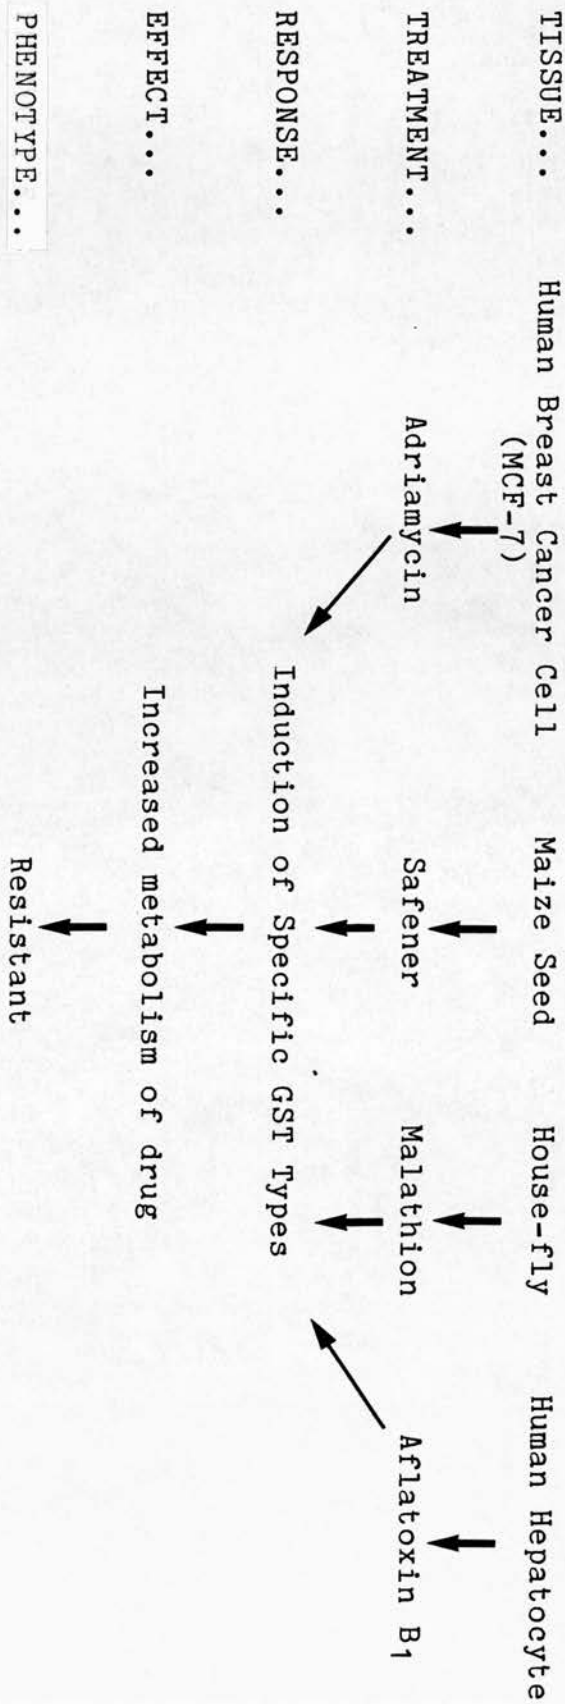 TISSUE... Human Breast Cancer Cell Maize Seed House-fly Human Hepatocyte
(MCF-7)
TREATMENT... Adriamycin Safener Malathion Aflatoxin B₁
RESPONSE... Induction of Specific GST Types
EFFECT... Increased metabolism of drug
PHENOTYPE... Resistant